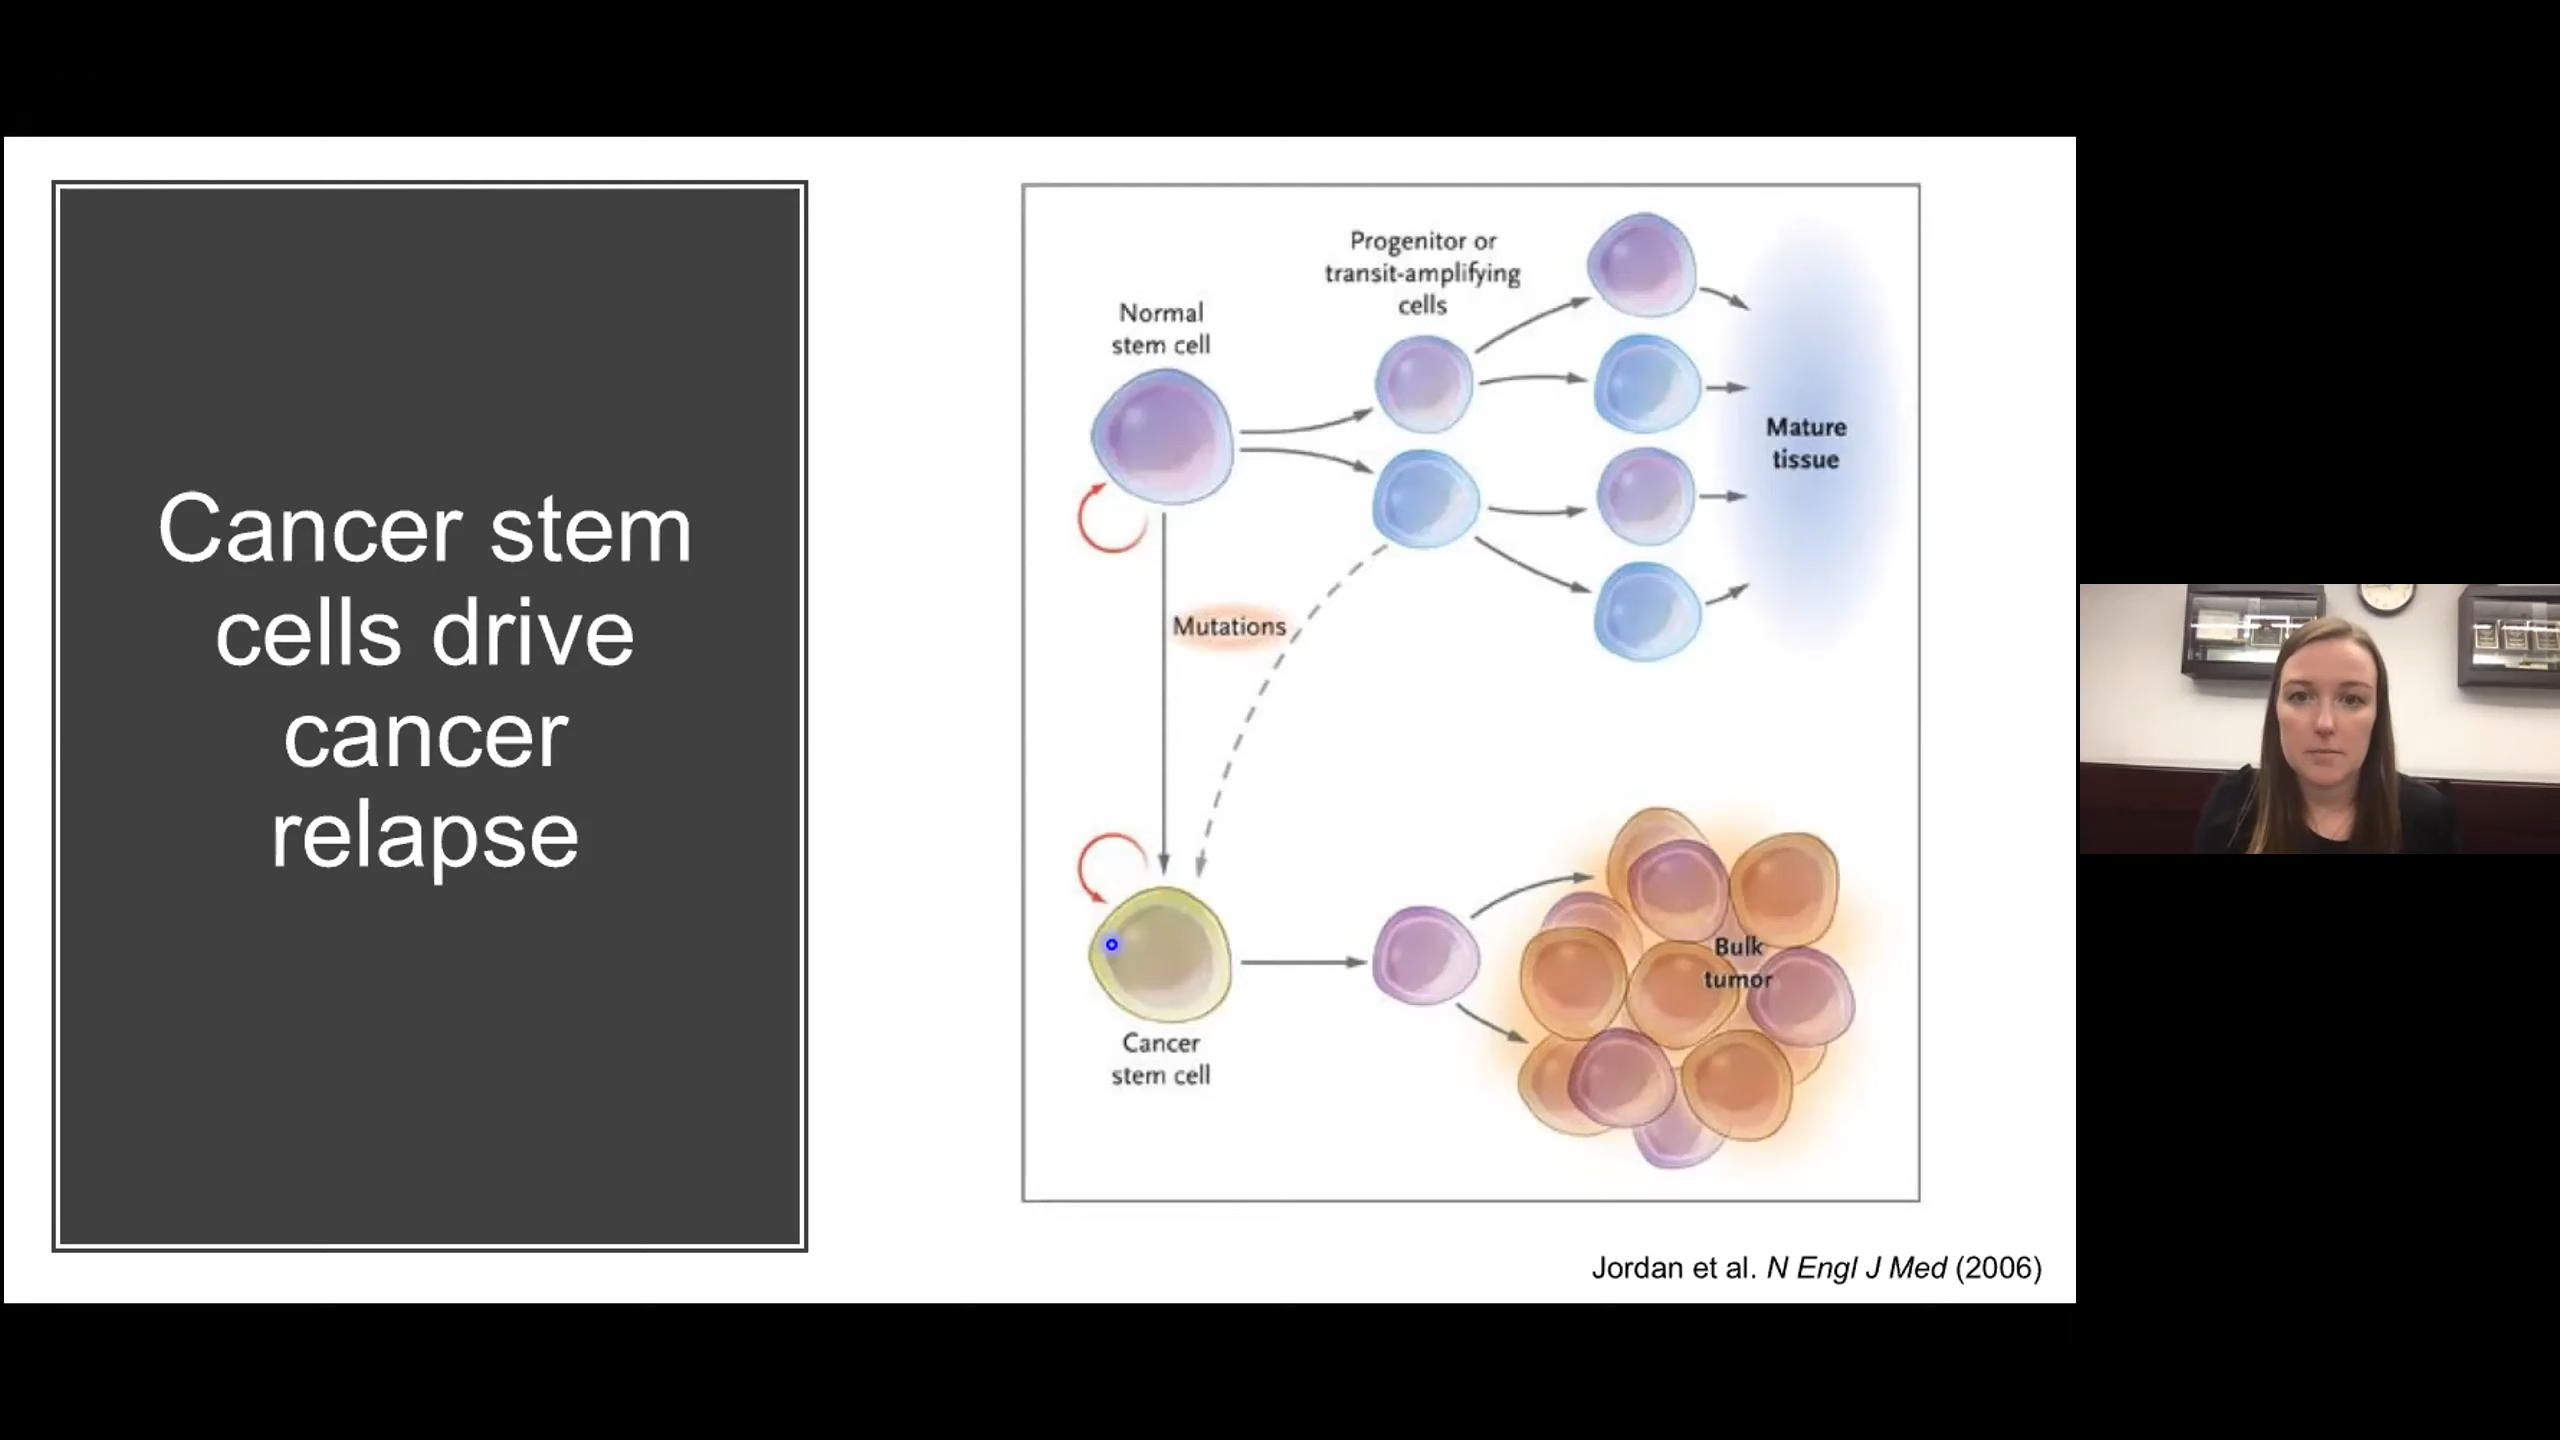 Cancer stem
cells drive
cancer
relapse
Progenitor or
transit-amplifying
cells
Normal
stem cell
Mature
tissue
Mutations
Bulk
tumor
Cancer
stem cell
Jordan et al. N Engl J Med (2006)